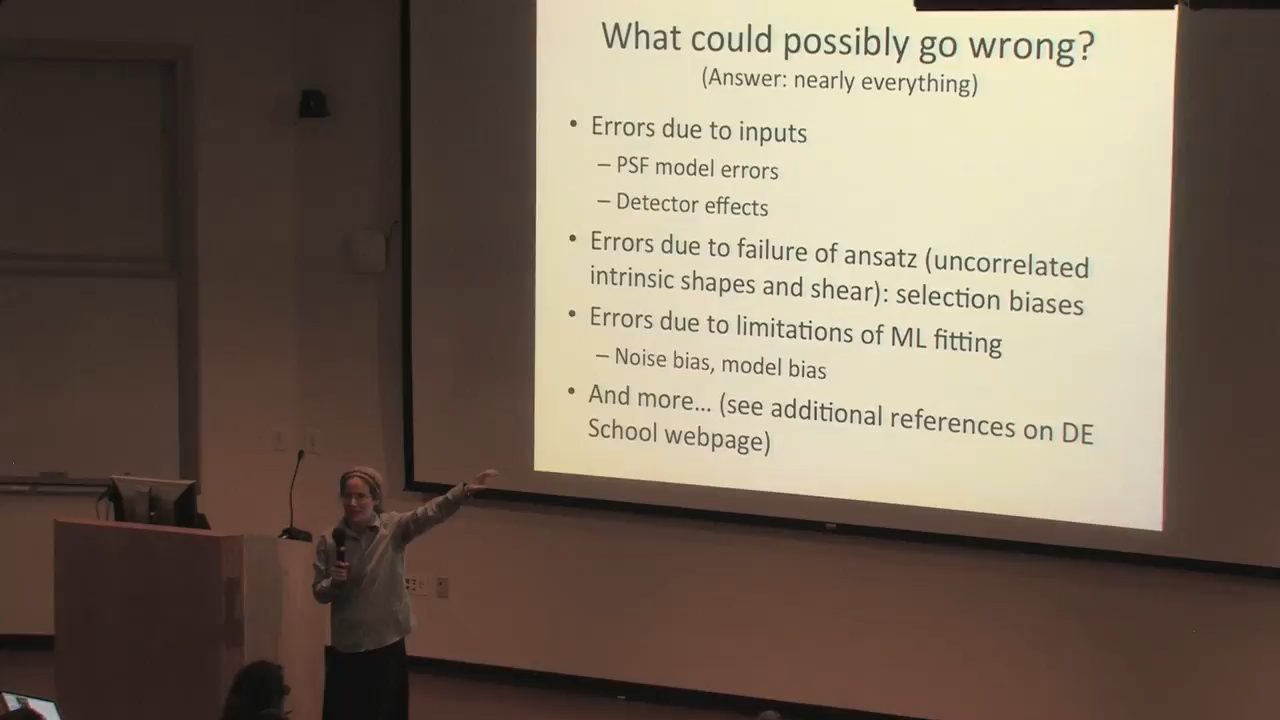 What could possibly go wrong?
(Answer: nearly everything)
• Errors due to inputs
– PSF model errors
– Detector effects
• Errors due to failure of ansatz (uncorrelated
intrinsic shapes and shear): selection biases
• Errors due to limitations of ML fitting
– Noise bias, model bias
• And more... (see additional references on DE
School webpage)